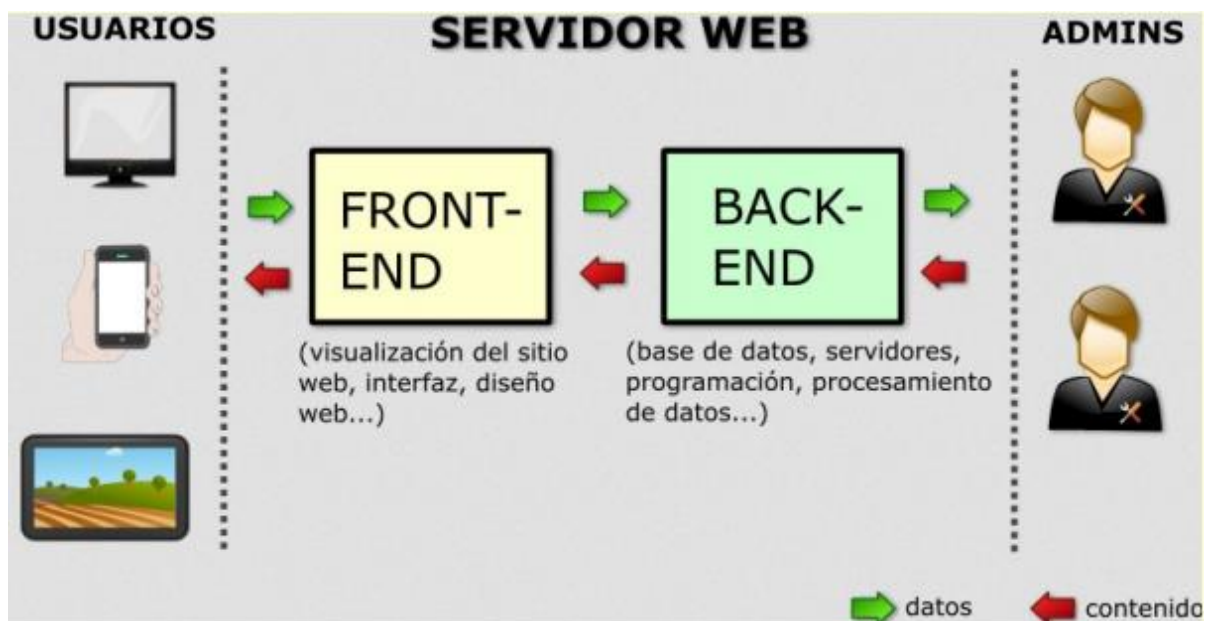 USUARIOS
SERVIDOR WEB
ADMINS
FRONT-
END
BACK-
END
(visualización del sitio
web, interfaz, diseño
web...)
(base de datos, servidores,
programación, procesamiento
de datos...)
datos
contenido